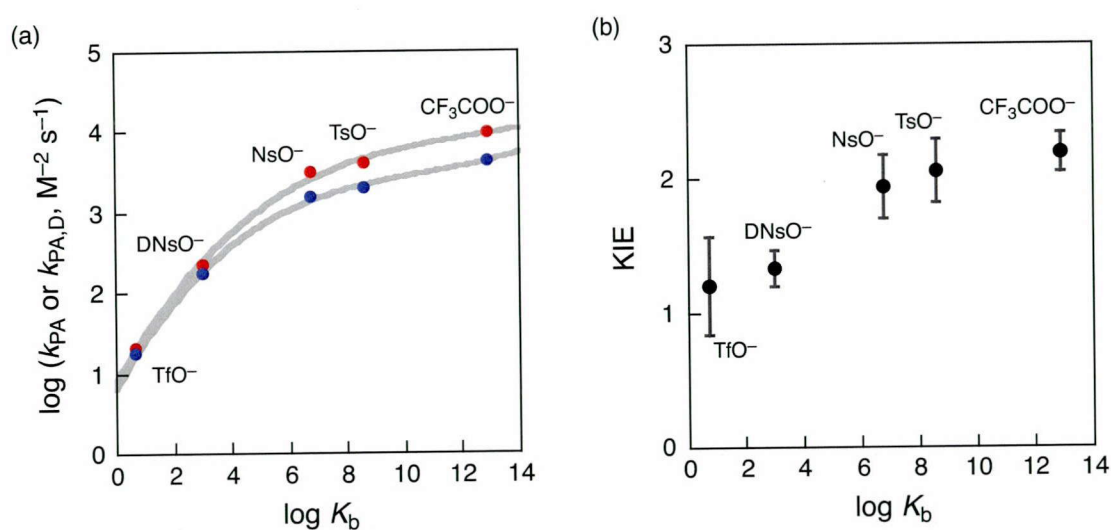 (a)
5
4
3
2
1
0
log (kPA or kPA,D, M⁻² s⁻¹)
CF₃COO⁻
TsO⁻
NsO⁻
DNsO⁻
TfO⁻
0 2 4 6 8 10 12 14
log Kb
(b)
3
2
1
0
KIE
CF₃COO⁻
TsO⁻
NsO⁻
DNsO⁻
TfO⁻
0 2 4 6 8 10 12 14
log Kb